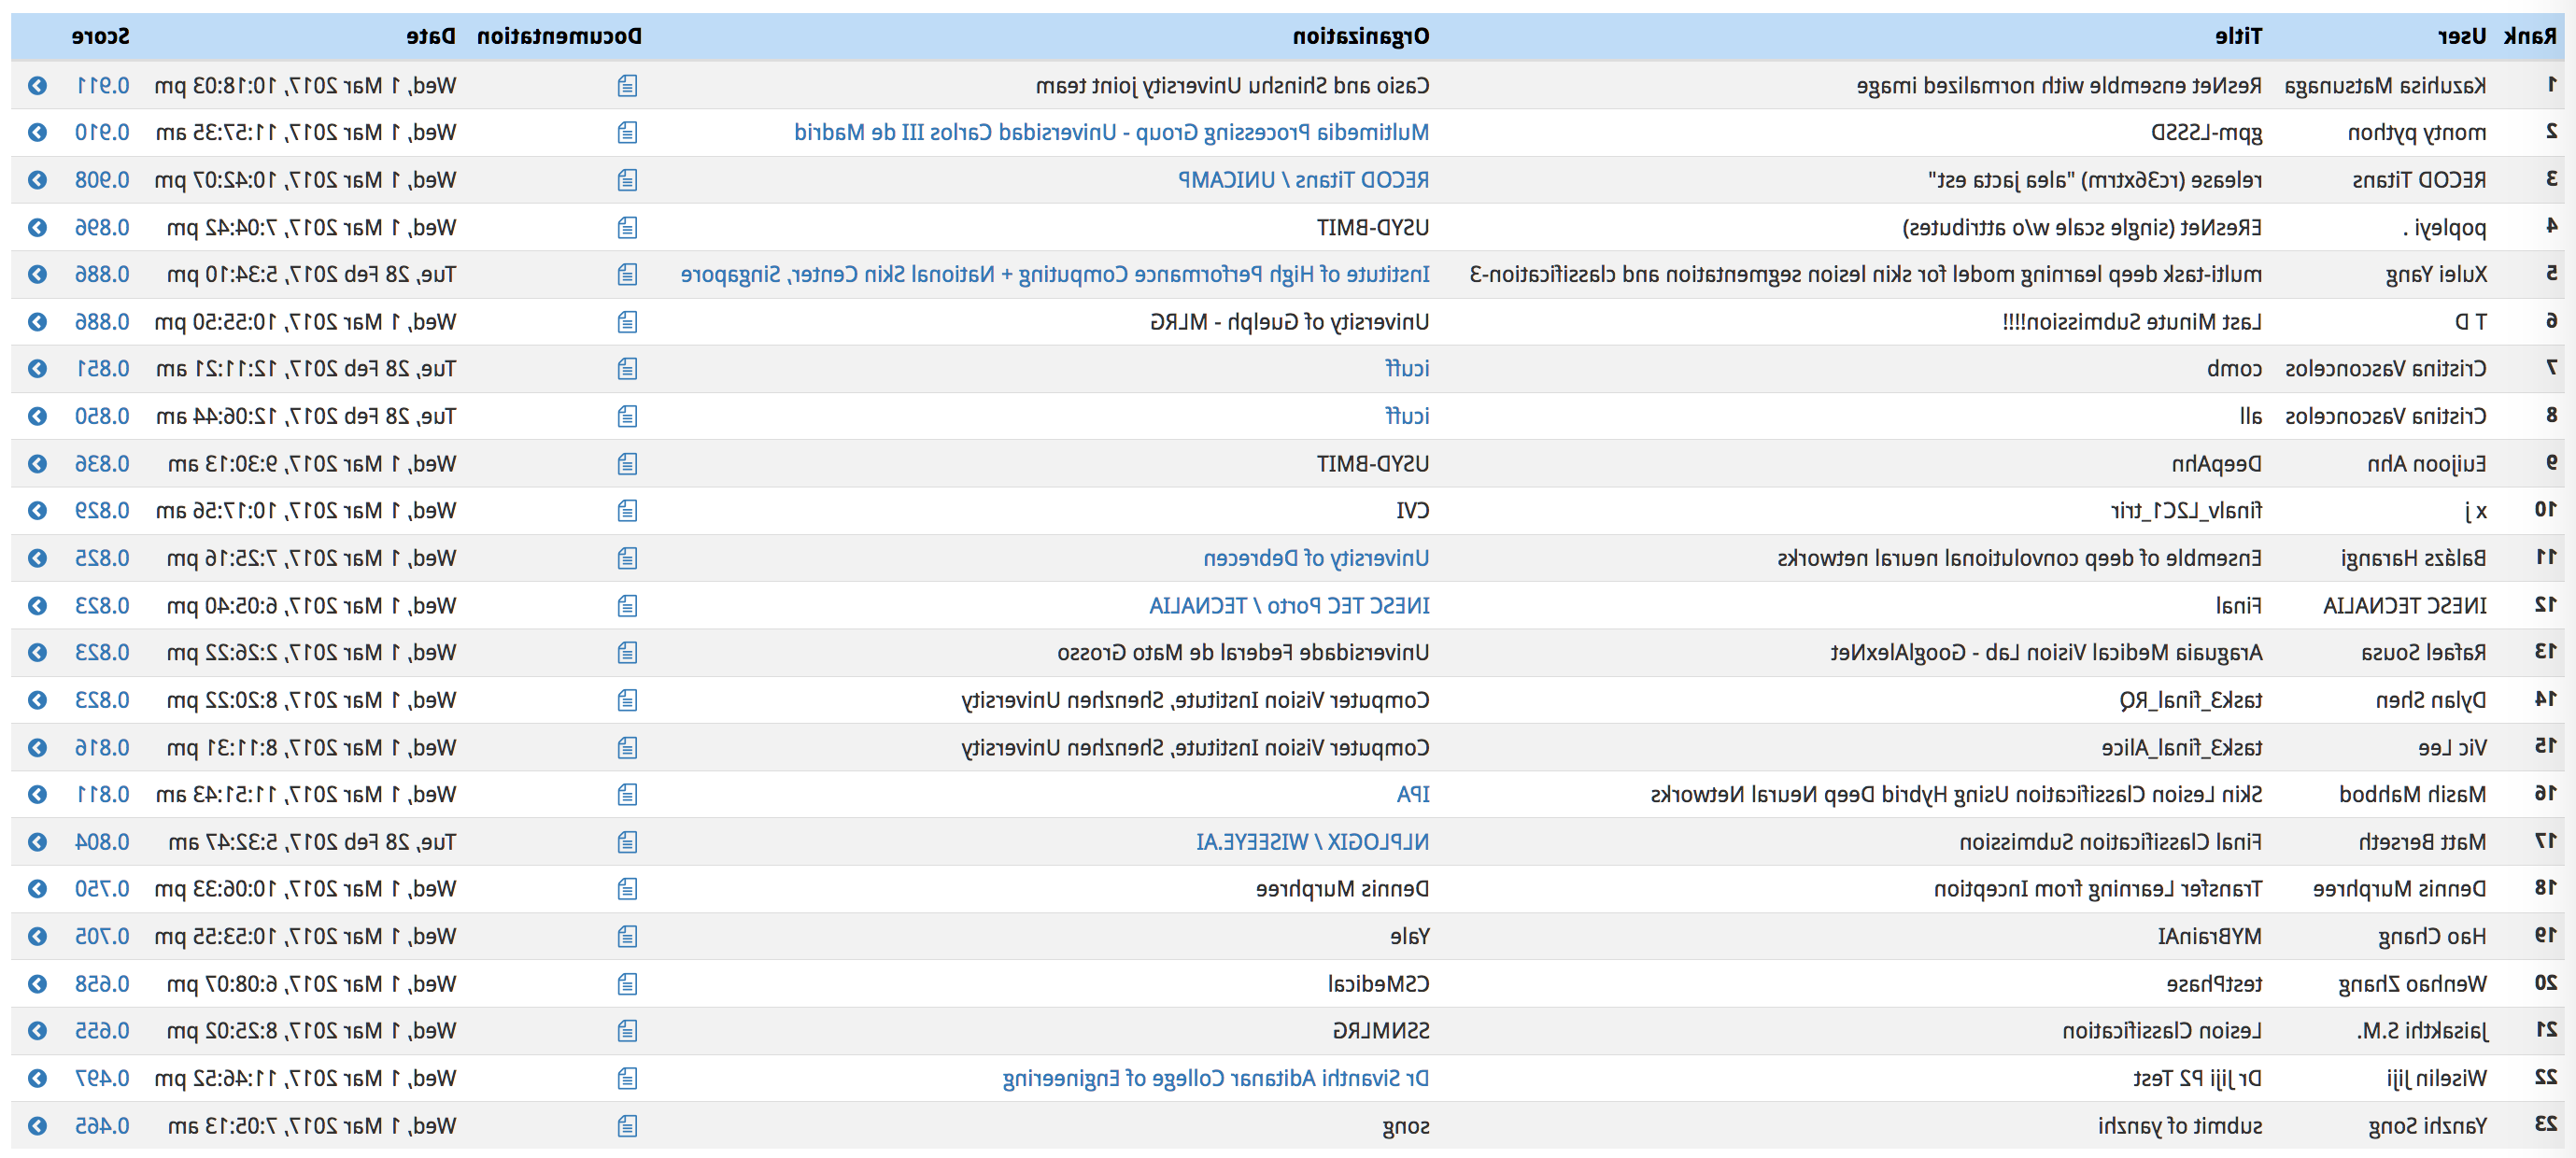 Rank User Title Organization Documentation Date Score
1 Kazuhisa Matsunaga ResNet ensemble with normalized image Casio and Shinshu University joint team Wed, 1 Mar 2017, 10:18:03 pm 0.911
2 monty python gpm-LSSD Multimedia Processing Group - Universidad Carlos III de Madrid Wed, 1 Mar 2017, 11:57:35 am 0.910
3 RECOD Titans release (rc36xtrm) "alea jacta est" RECOD Titans / UNICAMP Wed, 1 Mar 2017, 10:42:07 pm 0.908
4 popleyi . EResNet (single scale w/o attributes) USYD-BMIT Wed, 1 Mar 2017, 7:04:42 pm 0.896
5 Xulei Yang multi-task deep learning model for skin lesion segmentation and classification-3 Institute of High Performance Computing + National Skin Center, Singapore Tue, 28 Feb 2017, 5:34:10 pm 0.886
6 T D Last Minute Submission!!!! University of Guelph - MLRG Wed, 1 Mar 2017, 10:55:50 pm 0.886
7 Cristina Vasconcelos comb icuff Tue, 28 Feb 2017, 12:11:21 am 0.851
8 Cristina Vasconcelos all icuff Tue, 28 Feb 2017, 12:06:44 am 0.850
9 Euijoon Ahn DeepAhn USYD-BMIT Wed, 1 Mar 2017, 9:30:13 am 0.836
10 x j finalv_L2C1_trir CVI Wed, 1 Mar 2017, 10:17:56 am 0.829
11 Balázs Harangi Ensemble of deep convolutional neural networks University of Debrecen Wed, 1 Mar 2017, 7:25:16 pm 0.825
12 INESC TECNALIA Final INESC TEC Porto / TECNALIA Wed, 1 Mar 2017, 6:05:40 pm 0.823
13 Rafael Sousa Araguaia Medical Vision Lab - GooglAlexNet Universidade Federal de Mato Grosso Wed, 1 Mar 2017, 2:26:22 pm 0.823
14 Dylan Shen task3_final_RQ Computer Vision Institute, Shenzhen University Wed, 1 Mar 2017, 8:20:22 pm 0.823
15 Vic Lee task3_final_Alice Computer Vision Institute, Shenzhen University Wed, 1 Mar 2017, 8:11:31 pm 0.816
16 Masih Mahbod Skin Lesion Classification Using Hybrid Deep Neural Networks IPA Wed, 1 Mar 2017, 11:51:43 am 0.811
17 Matt Berseth Final Classification Submission NLPLOGIX / WISEEYE.AI Tue, 28 Feb 2017, 5:32:47 am 0.804
18 Dennis Murphree Transfer Learning from Inception Dennis Murphree Wed, 1 Mar 2017, 10:06:33 pm 0.750
19 Hao Chang MYBrainAI Yale Wed, 1 Mar 2017, 10:53:55 pm 0.705
20 Wenhao Zhang testPhase CSMedical Wed, 1 Mar 2017, 6:08:07 pm 0.658
21 Jaisakthi S.M. Lesion Classification SSNMLRG Wed, 1 Mar 2017, 8:25:02 pm 0.655
22 Wiselin Jiji Dr Jiji P2 Test Dr Sivanthi Aditanar College of Engineering Wed, 1 Mar 2017, 11:46:52 pm 0.497
23 Yanzhi Song submit of yanzhi song Wed, 1 Mar 2017, 7:05:13 am 0.465